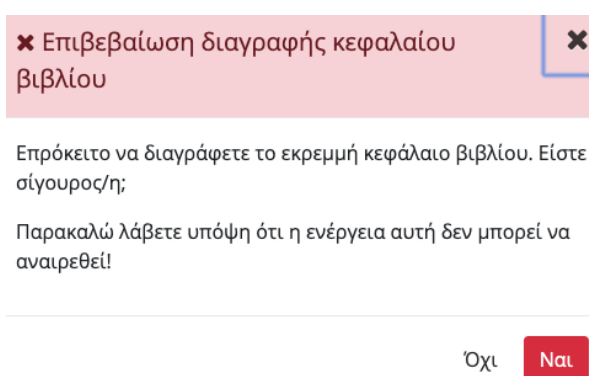 ✖ Επιβεβαίωση διαγραφής κεφαλαίου
βιβλίου
Επρόκειτο να διαγράφετε το εκρεμμή κεφάλαιο βιβλίου. Είστε
σίγουρος/η;
Παρακαλώ λάβετε υπόψη ότι η ενέργεια αυτή δεν μπορεί να
αναιρεθεί!
Όχι Ναι